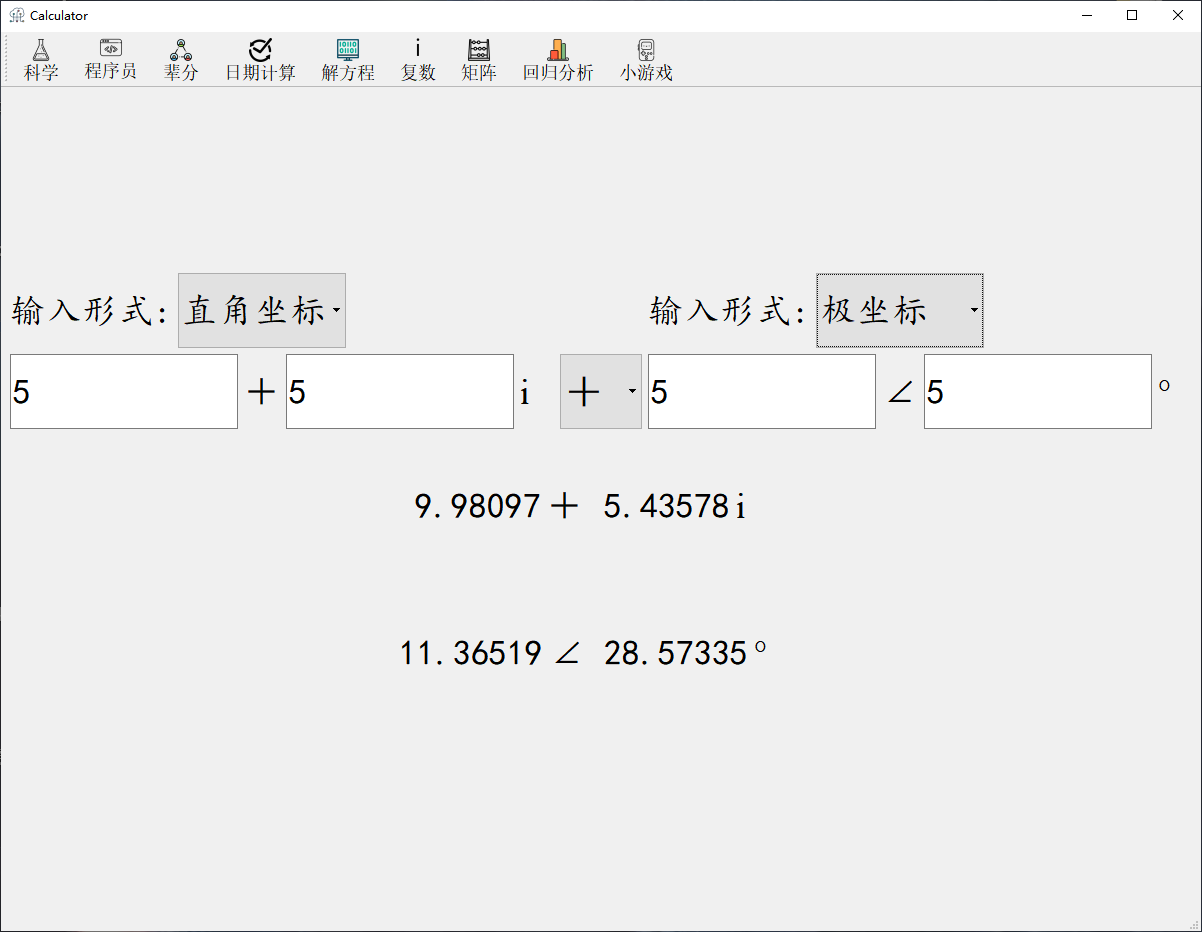 Calculator
科学 程序员 辈分 日期计算 解方程 i 复数 矩阵 回归分析 小游戏
输入形式: 直角坐标 输入形式: 极坐标
5 + 5 i + 5 ∠ 5 °
9.98097 + 5.43578 i
11.36519 ∠ 28.57335 °